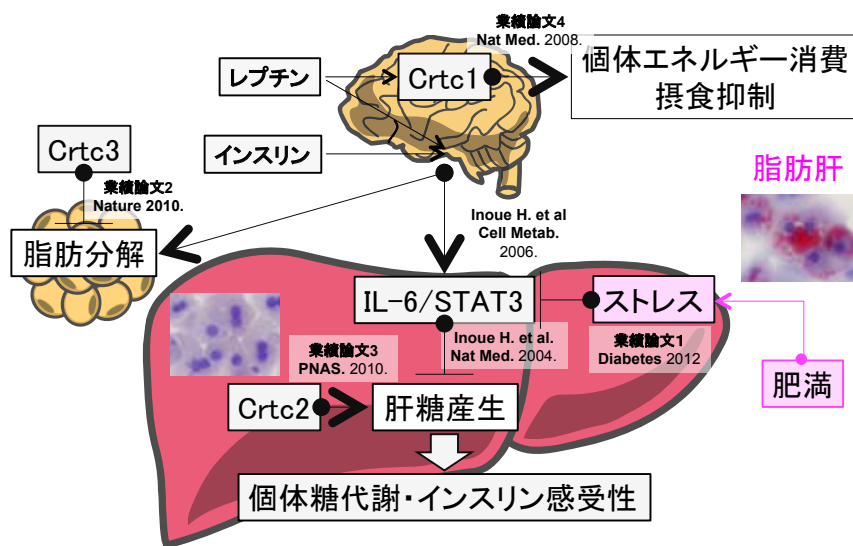 業績論文4
Nat Med. 2008.
個体エネルギー消費
摂食抑制
レプチン
Crtc1
インスリン
Crtc3
業績論文2
Nature 2010.
脂肪分解
脂肪肝
Inoue H. et al
Cell Metab.
2006.
IL-6/STAT3
ストレス
業績論文1
Diabetes 2012
肥満
Inoue H. et al.
Nat Med. 2004.
業績論文3
PNAS. 2010.
Crtc2
肝糖産生
個体糖代謝・インスリン感受性